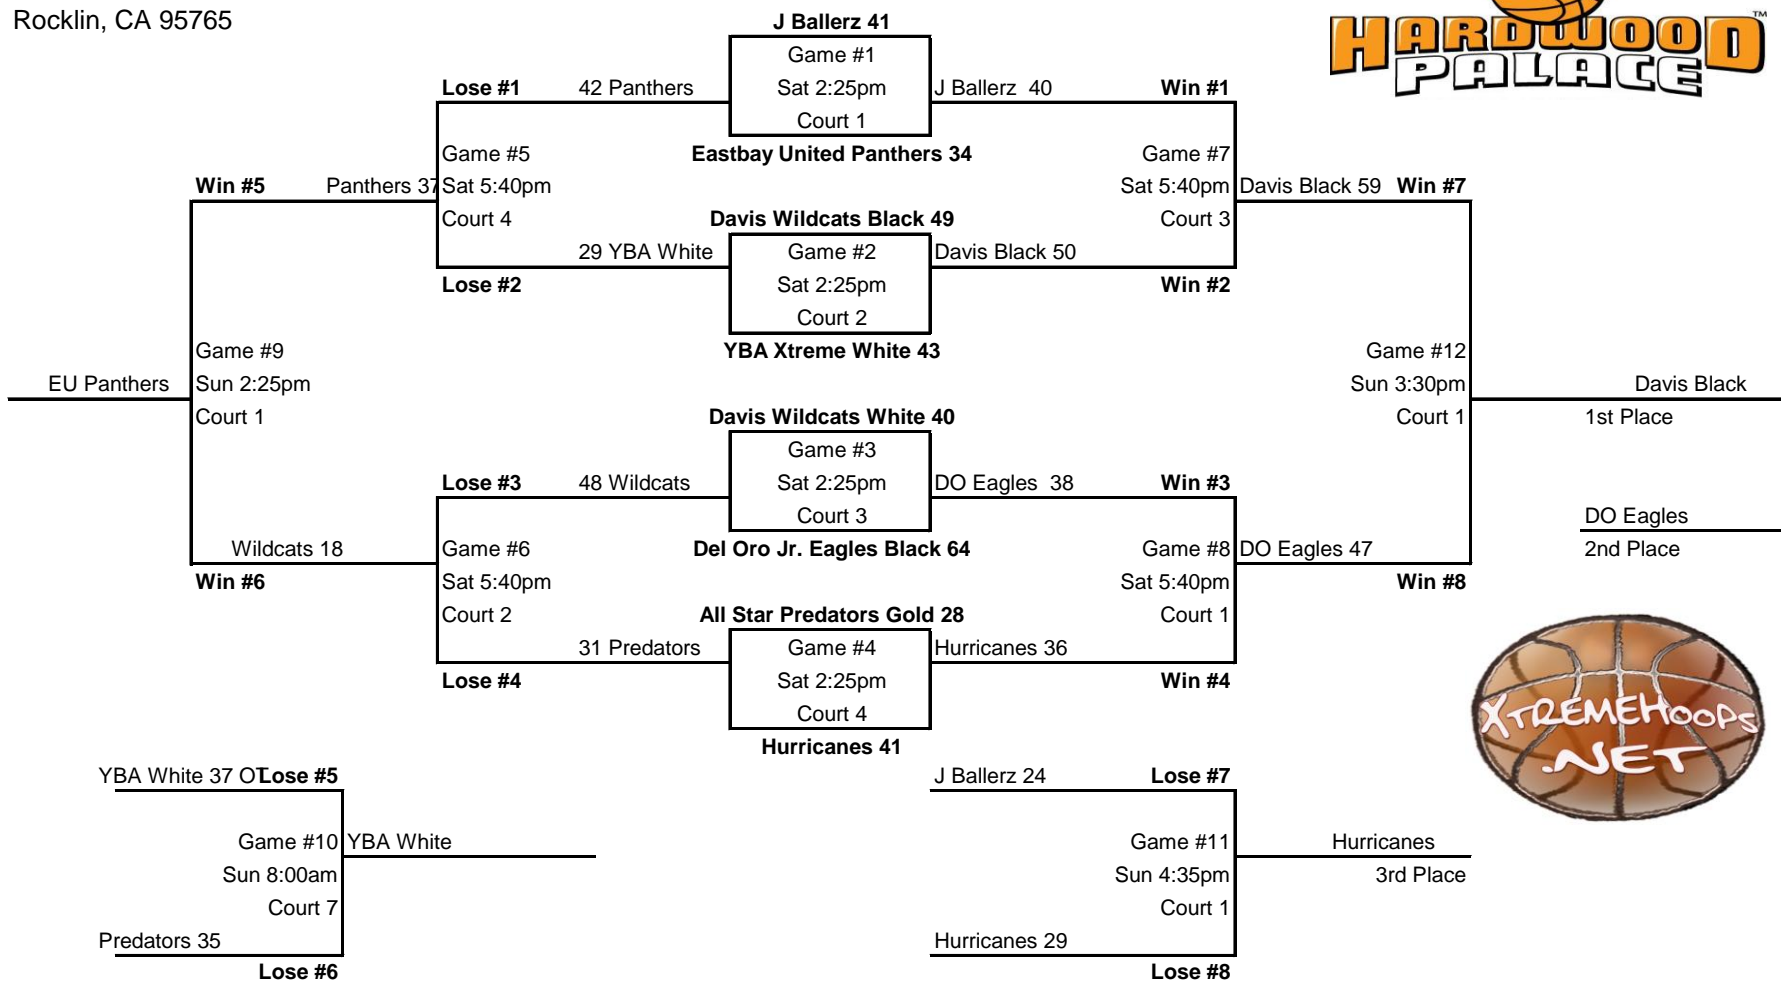 Rocklin, CA 95765
HARDWOOD
PALACE
TM
J Ballerz 41
Game #1
Lose #1 42 Panthers Sat 2:25pm J Ballerz 40 Win #1
Court 1
Game #5 Eastbay United Panthers 34 Game #7
Win #5 Panthers 37 Sat 5:40pm Sat 5:40pm Davis Black 59 Win #7
Court 4 Davis Wildcats Black 49 Court 3
29 YBA White Game #2 Davis Black 50
Lose #2 Sat 2:25pm Win #2
Court 2
Game #9 YBA Xtreme White 43 Game #12
EU Panthers Sun 2:25pm Sun 3:30pm Davis Black
Court 1 Davis Wildcats White 40 Court 1 1st Place
Game #3
Lose #3 48 Wildcats Sat 2:25pm DO Eagles 38 Win #3
Court 3 DO Eagles
Wildcats 18 Game #6 Del Oro Jr. Eagles Black 64 Game #8 DO Eagles 47 2nd Place
Win #6 Sat 5:40pm Sat 5:40pm Win #8
Court 2 All Star Predators Gold 28 Court 1
31 Predators Game #4 Hurricanes 36
Lose #4 Sat 2:25pm Win #4
Court 4
Hurricanes 41
XTREMEHOOPS
.NET
YBA White 37 OT Lose #5 J Ballerz 24 Lose #7
Game #10 YBA White Game #11 Hurricanes
Sun 8:00am Sun 4:35pm 3rd Place
Court 7 Court 1
Predators 35 Hurricanes 29
Lose #6 Lose #8